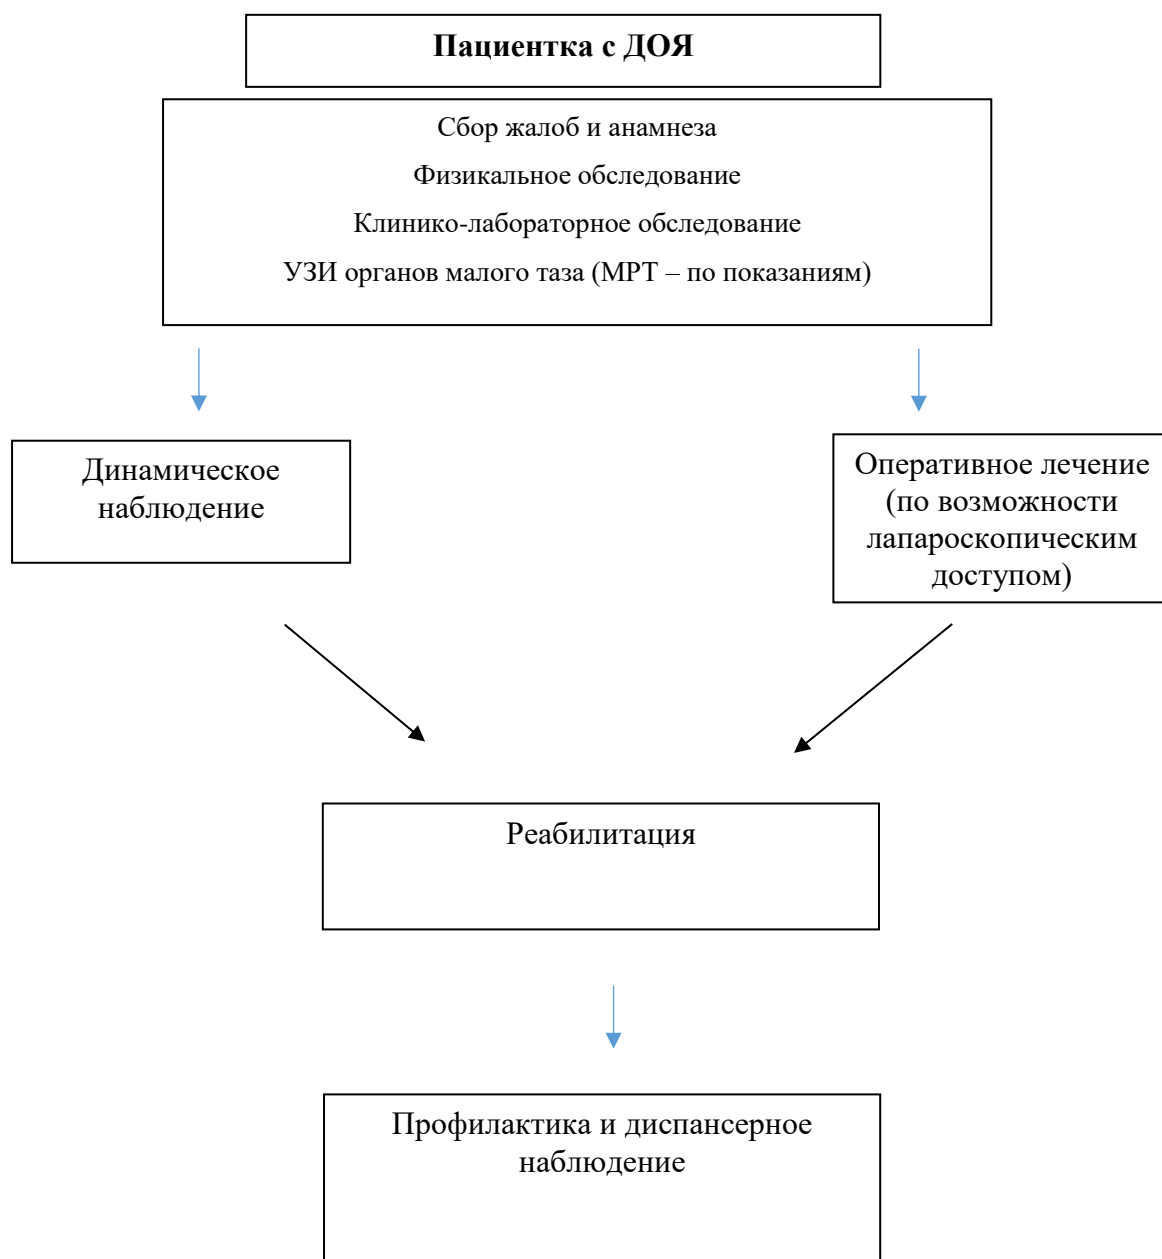 Пациентка с ДОЯ
Сбор жалоб и анамнеза
Физикальное обследование
Клинико-лабораторное обследование
УЗИ органов малого таза (МРТ – по показаниям)
Динамическое
наблюдение
Оперативное лечение
(по возможности
лапароскопическим
доступом)
Реабилитация
Профилактика и диспансерное
наблюдение